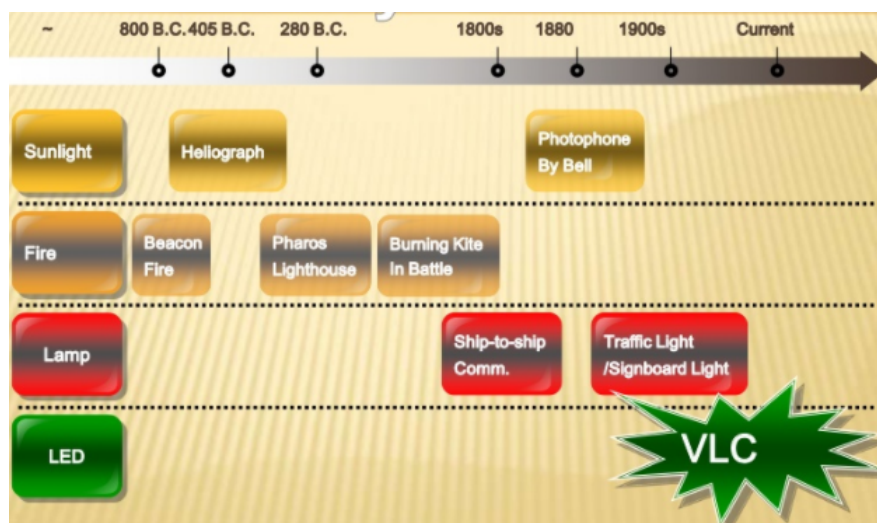 ~ 800 B.C. 405 B.C. 280 B.C. 1800s 1880 1900s Current
Sunlight
Heliograph
Photophone
By Bell
Fire
Beacon
Fire
Pharos
Lighthouse
Burning Kite
In Battle
Lamp
Ship-to-ship
Comm.
Traffic Light
/Signboard Light
LED
VLC